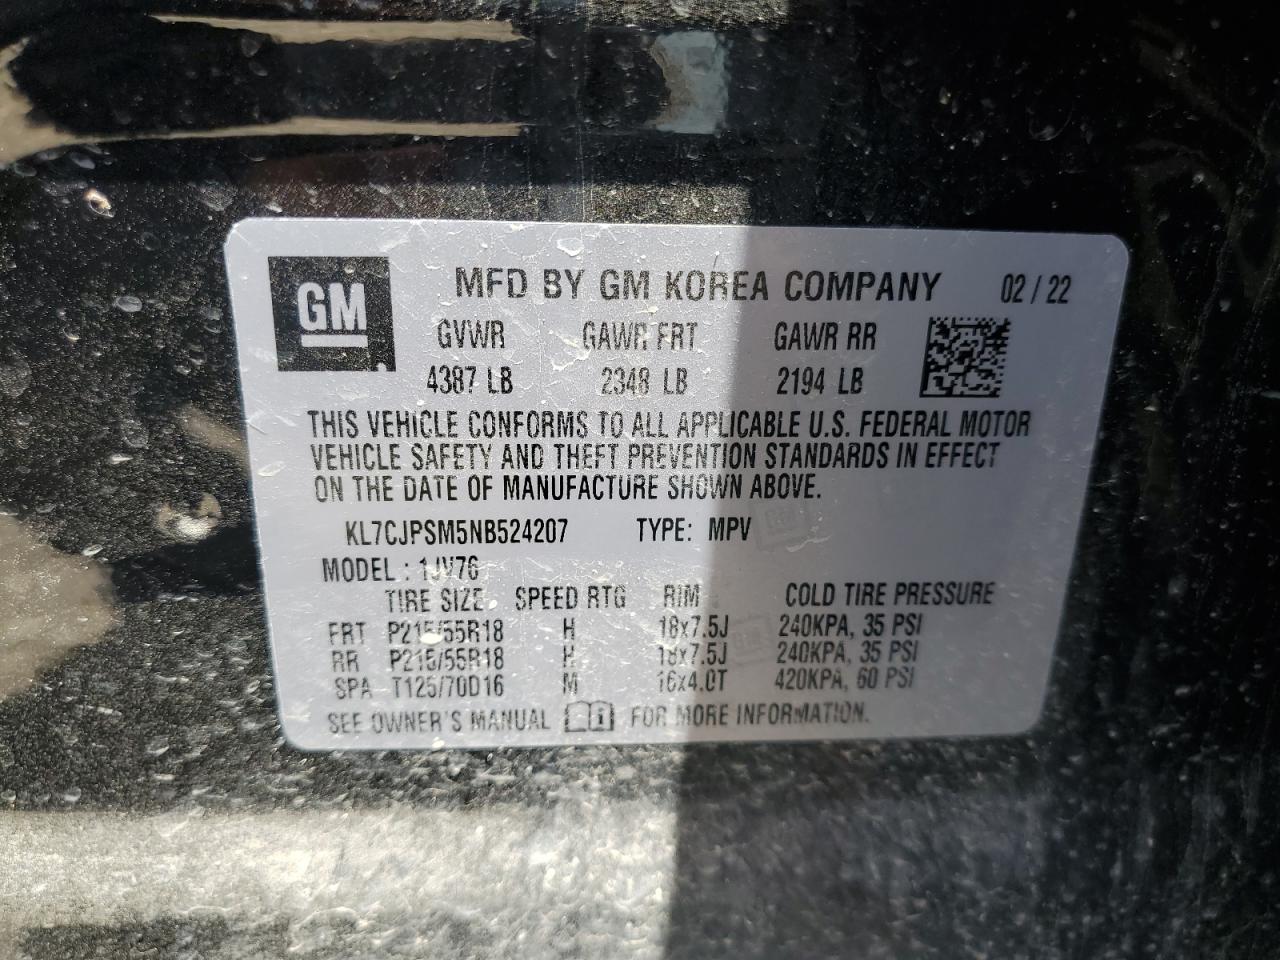 GM
MFD BY GM KOREA COMPANY 02 / 22
GVWR GAWR FRT GAWR RR
4387 LB 2348 LB 2194 LB
THIS VEHICLE CONFORMS TO ALL APPLICABLE U.S. FEDERAL MOTOR
VEHICLE SAFETY AND THEFT PREVENTION STANDARDS IN EFFECT
ON THE DATE OF MANUFACTURE SHOWN ABOVE.
KL7CJPSM5NB524207 TYPE: MPV
MODEL : 1JV76
TIRE SIZE SPEED RTG RIM COLD TIRE PRESSURE
FRT P215/55R18 H 18x7.5J 240KPA, 35 PSI
RR P215/55R18 H 18x7.5J 240KPA, 35 PSI
SPA T125/70D16 M 16x4.0T 420KPA, 60 PSI
SEE OWNER'S MANUAL FOR MORE INFORMATION.